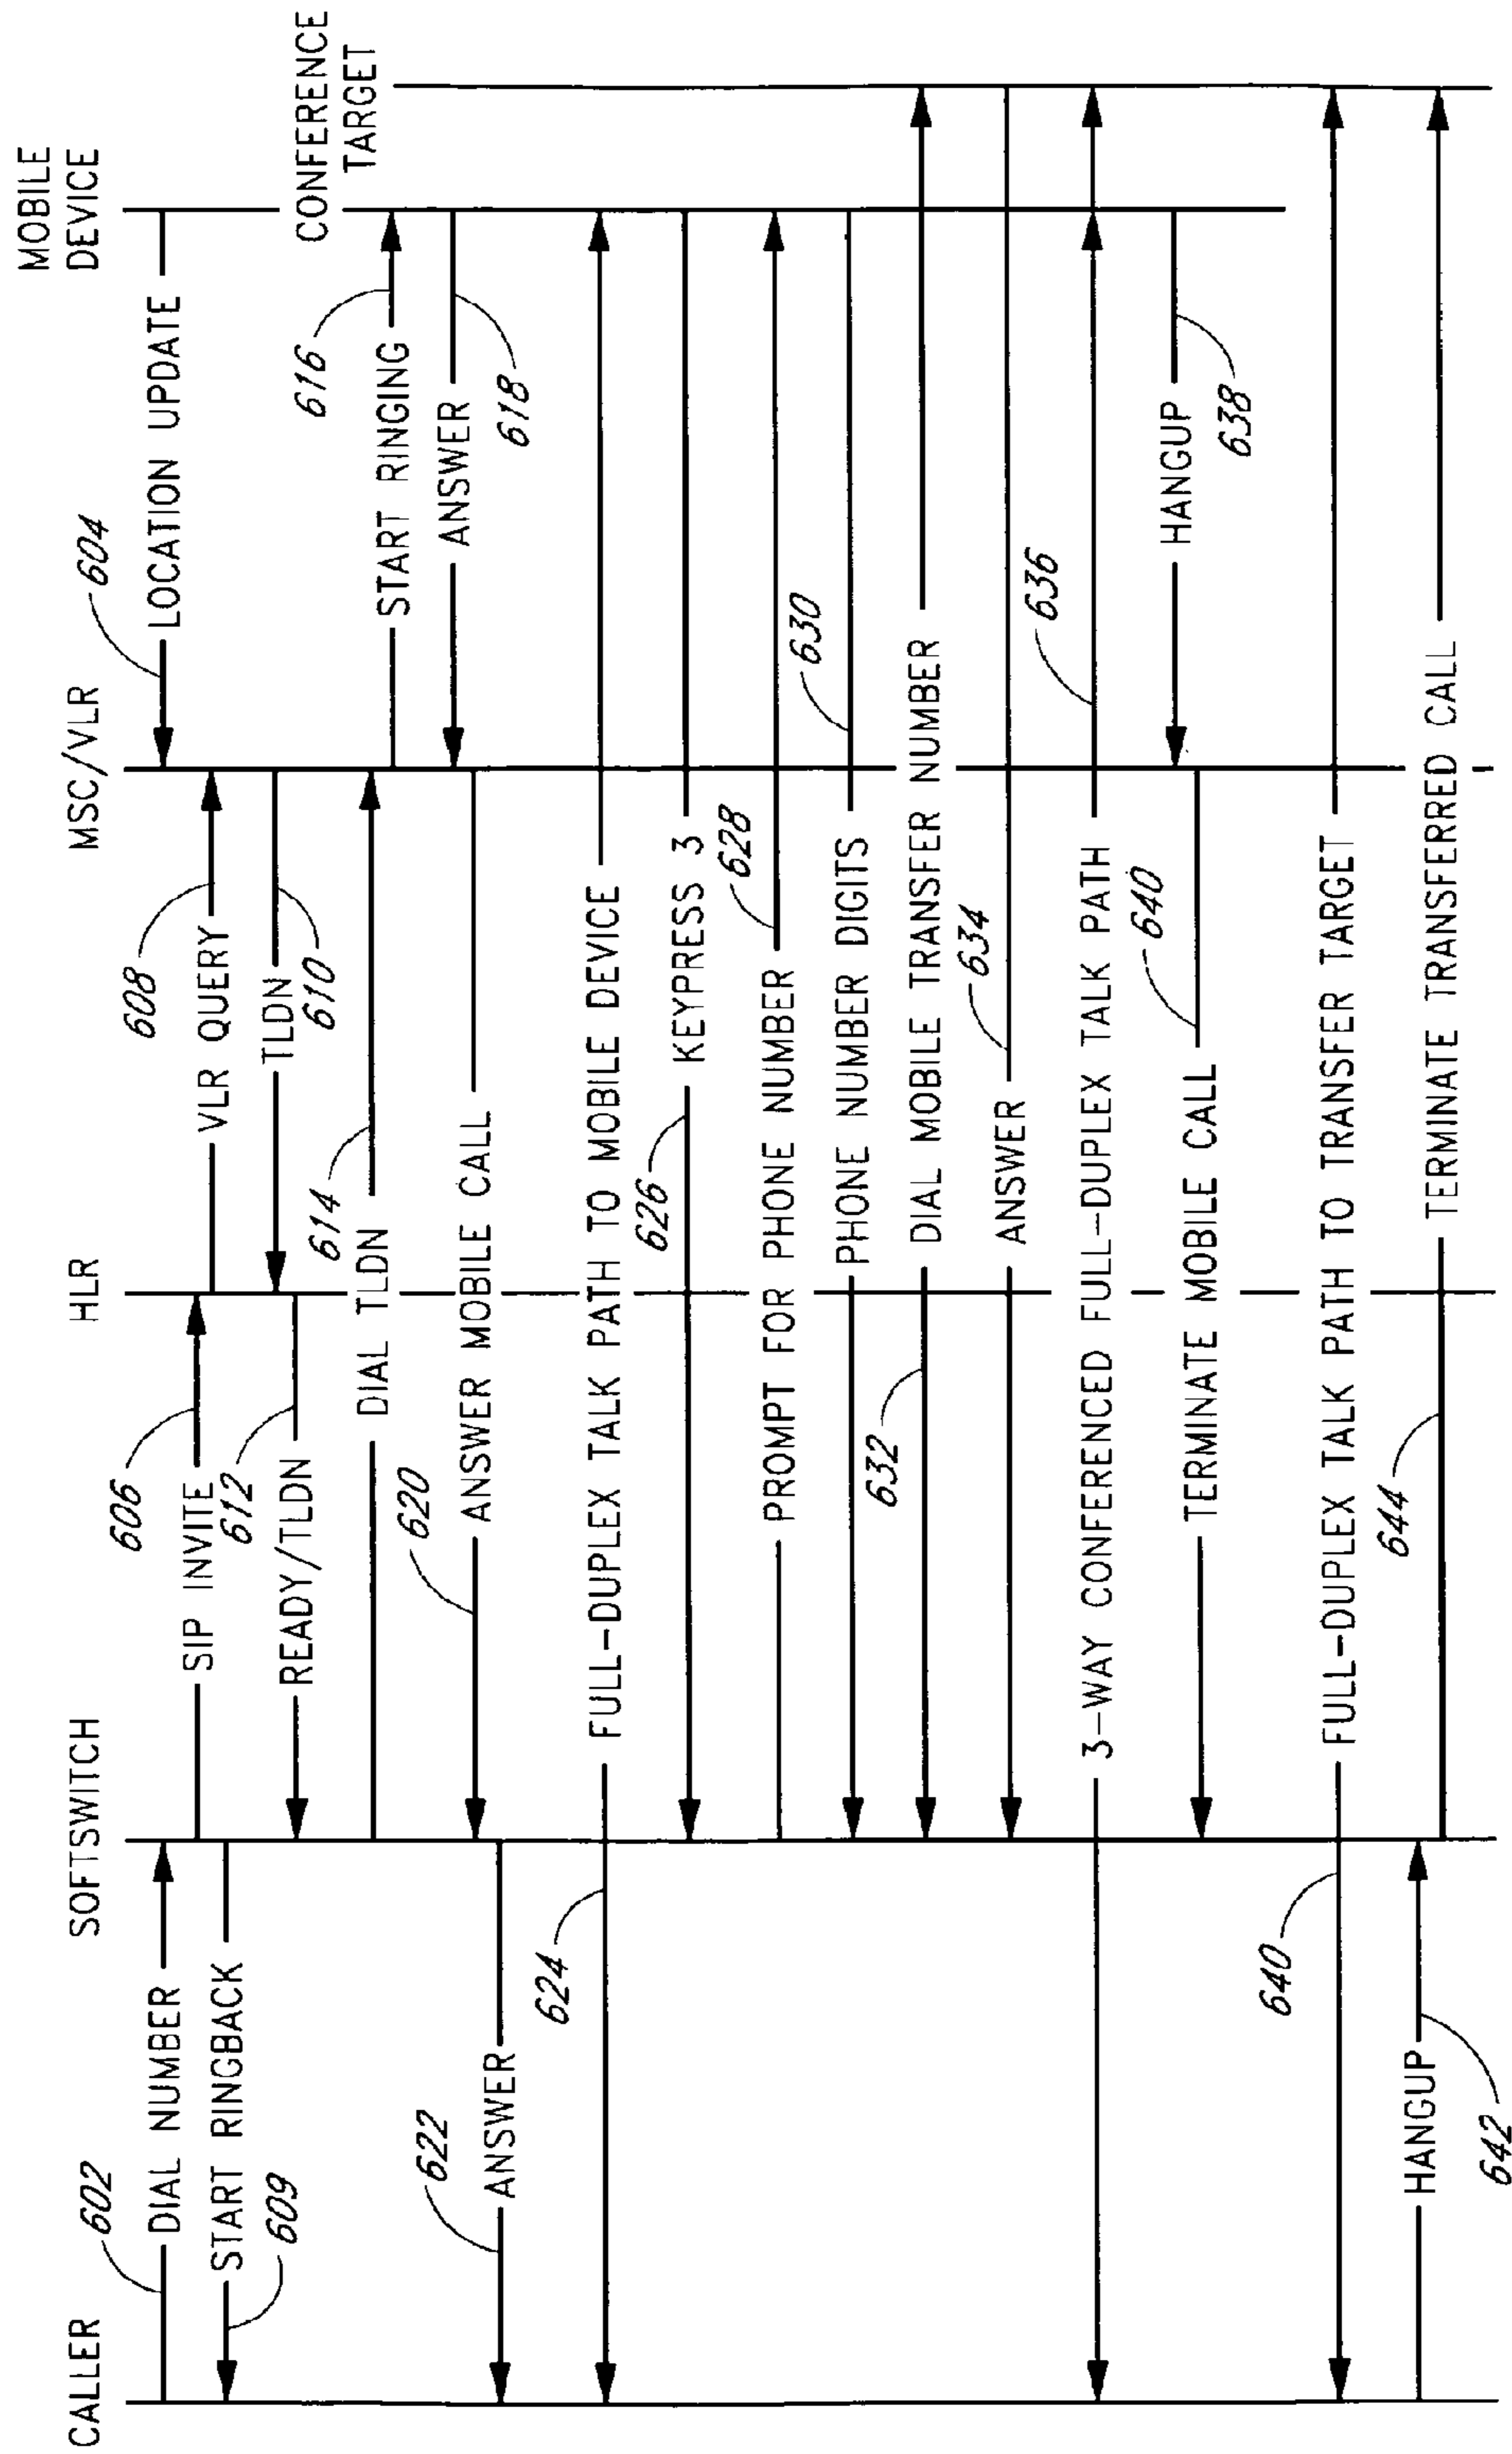 CALLER
SOFTSWITCH
HLR
MSC/VLR
MOBILE
DEVICE
CONFERENCE
TARGET
602
DIAL NUMBER
604
LOCATION UPDATE
606
SIP INVITE
608
VLR QUERY
START RINGBACK
609
TLDN
610
612
READY/TLDN
614
DIAL TLDN
616
START RINGING
ANSWER
618
620
ANSWER MOBILE CALL
622
ANSWER
624
FULL-DUPLEX TALK PATH TO MOBILE DEVICE
626
KEYPRESS 3
628
PROMPT FOR PHONE NUMBER
630
PHONE NUMBER DIGITS
632
DIAL MOBILE TRANSFER NUMBER
634
ANSWER
636
3-WAY CONFERENCED FULL-DUPLEX TALK PATH
HANGUP
638
640
TERMINATE MOBILE CALL
640
FULL-DUPLEX TALK PATH TO TRANSFER TARGET
HANGUP
642
644
TERMINATE TRANSFERRED CALL